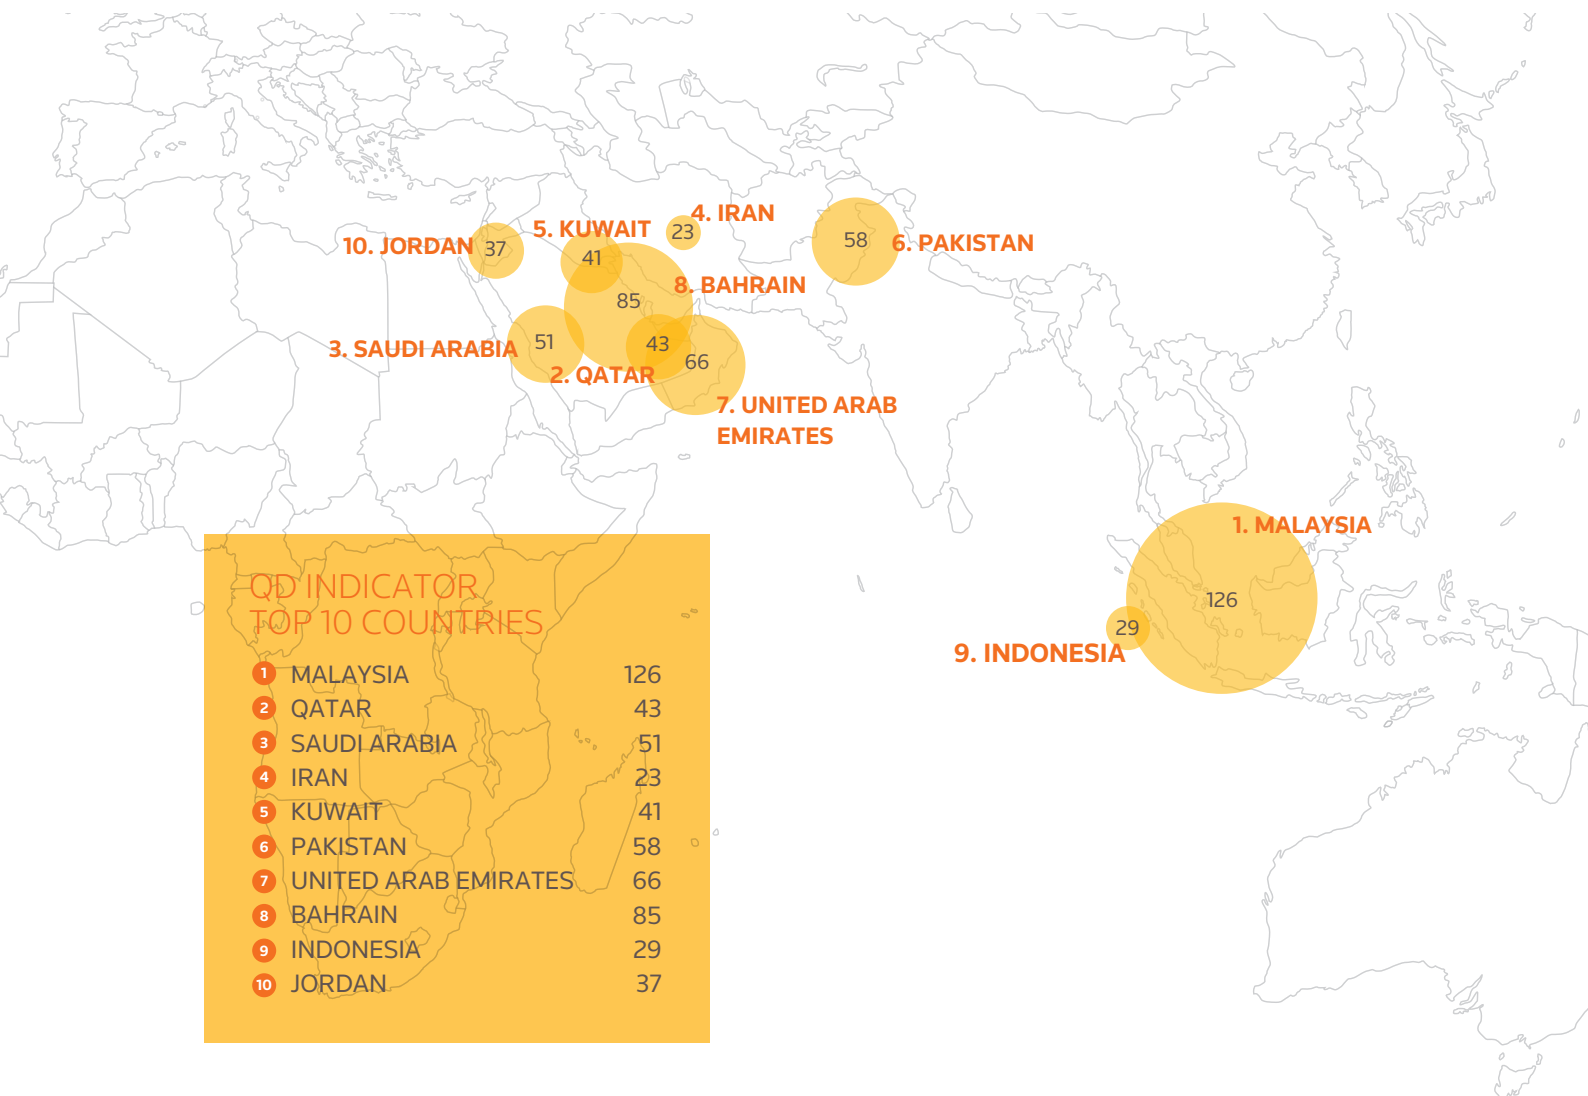 4. IRAN
23
5. KUWAIT
41
10. JORDAN
37
58
6. PAKISTAN
8. BAHRAIN
85
3. SAUDI ARABIA
51
43
2. QATAR
66
7. UNITED ARAB
EMIRATES
1. MALAYSIA
126
29
9. INDONESIA
QD INDICATOR
TOP 10 COUNTRIES
1 MALAYSIA 126
2 QATAR 43
3 SAUDI ARABIA 51
4 IRAN 23
5 KUWAIT 41
6 PAKISTAN 58
7 UNITED ARAB EMIRATES 66
8 BAHRAIN 85
9 INDONESIA 29
10 JORDAN 37